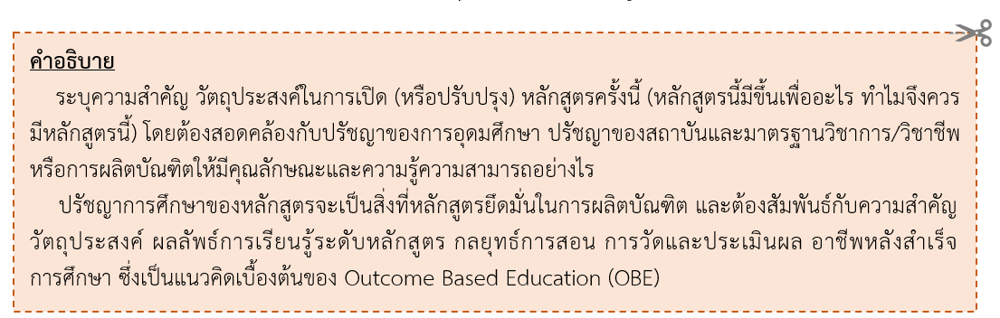 คำอธิบาย
ระบุความสำคัญ วัตถุประสงค์ในการเปิด (หรือปรับปรุง) หลักสูตรครั้งนี้ (หลักสูตรนี้มีขึ้นเพื่ออะไร ทำไมจึงควร
มีหลักสูตรนี้) โดยต้องสอดคล้องกับปรัชญาของการอุดมศึกษา ปรัชญาของสถาบันและมาตรฐานวิชาการ/วิชาชีพ
หรือการผลิตบัณฑิตให้มีคุณลักษณะและความรู้ความสามารถอย่างไร
ปรัชญาการศึกษาของหลักสูตรจะเป็นสิ่งที่หลักสูตรยึดมั่นในการผลิตบัณฑิต และต้องสัมพันธ์กับความสำคัญ
วัตถุประสงค์ ผลลัพธ์การเรียนรู้ระดับหลักสูตร กลยุทธ์การสอน การวัดและประเมินผล อาชีพหลังสำเร็จ
การศึกษา ซึ่งเป็นแนวคิดเบื้องต้นของ Outcome Based Education (OBE)